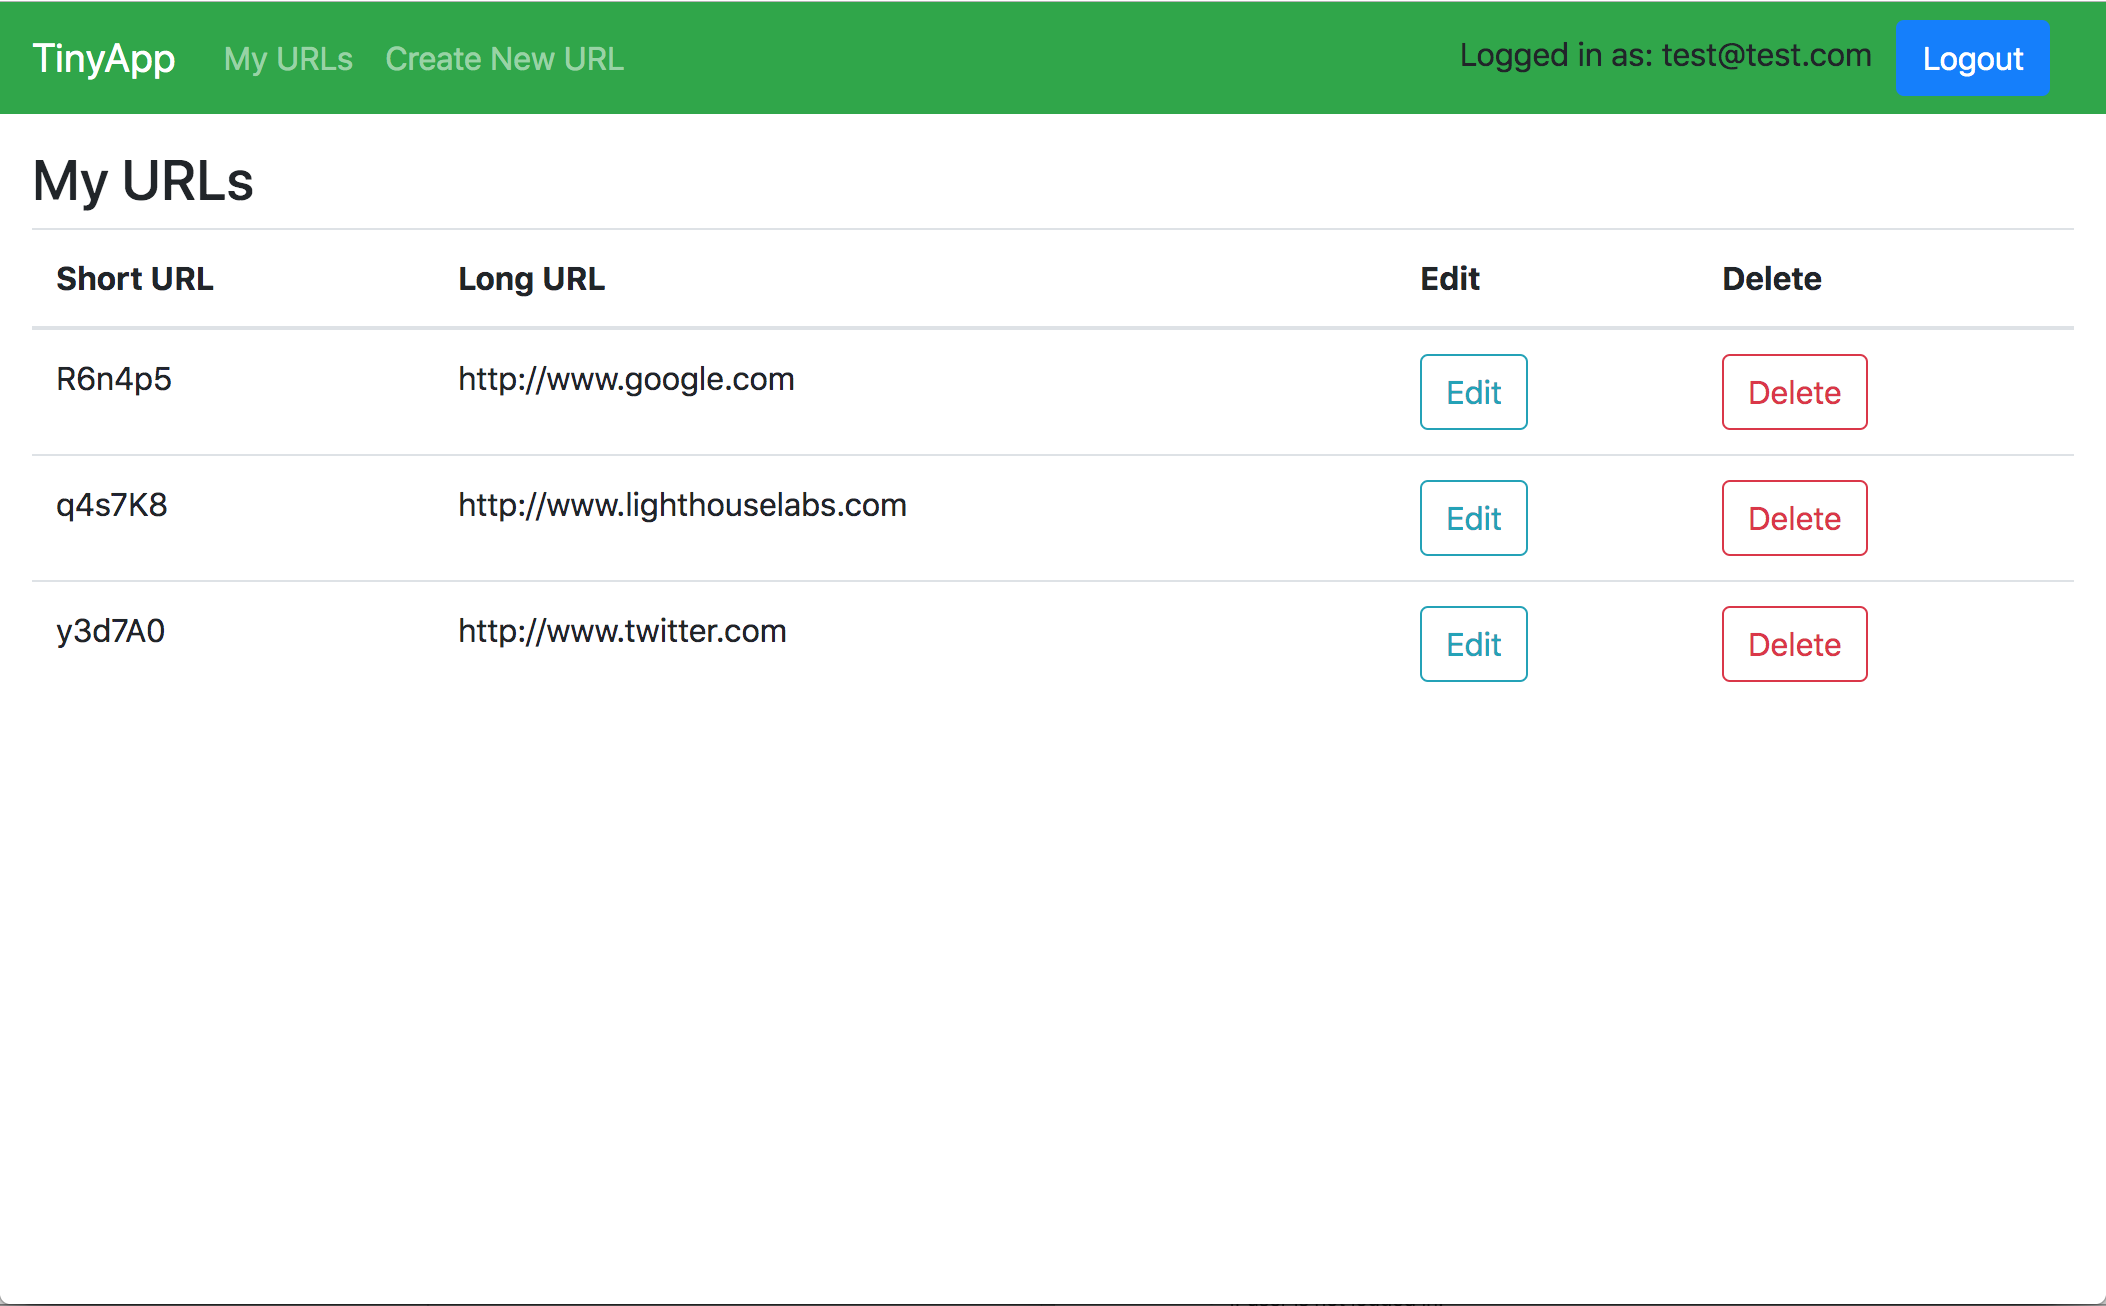 TinyApp My URLs Create New URL Logged in as: test@test.com Logout
My URLs
Short URL Long URL Edit Delete
R6n4p5 http://www.google.com Edit Delete
q4s7K8 http://www.lighthouselabs.com Edit Delete
y3d7A0 http://www.twitter.com Edit Delete